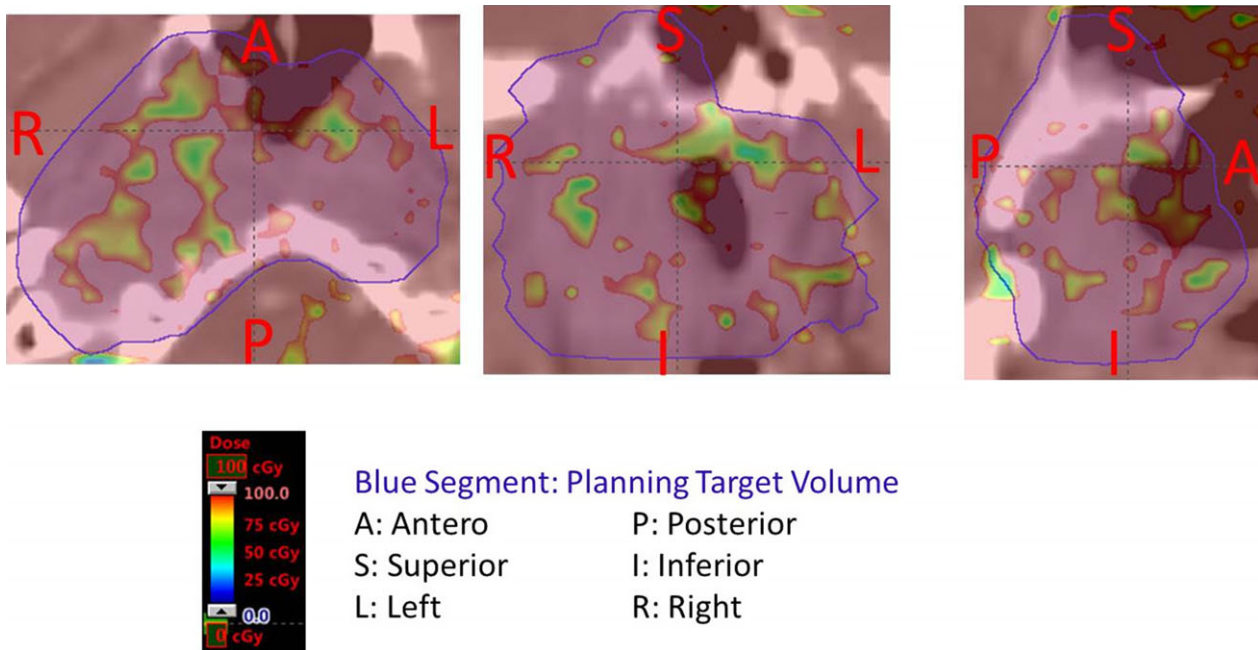 A
R
L
P
S
R
L
I
S
P
A
I
Dose
100 cGy
100.0
75 cGy
50 cGy
25 cGy
0.0
0 cGy
Blue Segment: Planning Target Volume
A: Antero P: Posterior
S: Superior I: Inferior
L: Left R: Right